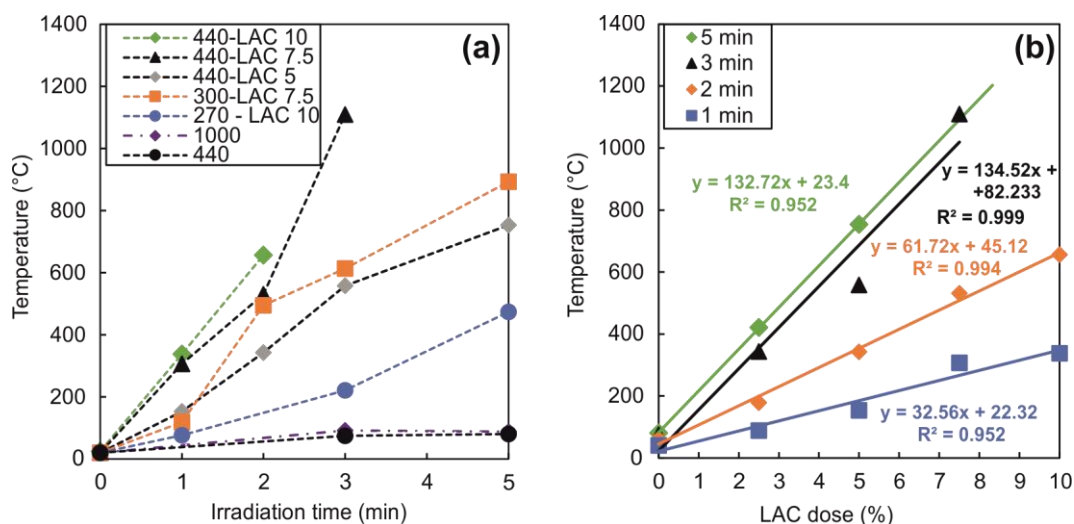 (a)
440-LAC 10
440-LAC 7.5
440-LAC 5
300-LAC 7.5
270 - LAC 10
1000
440
Temperature (°C)
1400
1200
1000
800
600
400
200
0
0 1 2 3 4 5
Irradiation time (min)
(b)
5 min
3 min
2 min
1 min
Temperature (°C)
1400
1200
1000
800
600
400
200
0
y = 132.72x + 23.4
R² = 0.952
y = 134.52x +
+82.233
R² = 0.999
y = 61.72x + 45.12
R² = 0.994
y = 32.56x + 22.32
R² = 0.952
0 1 2 3 4 5 6 7 8 9 10
LAC dose (%)